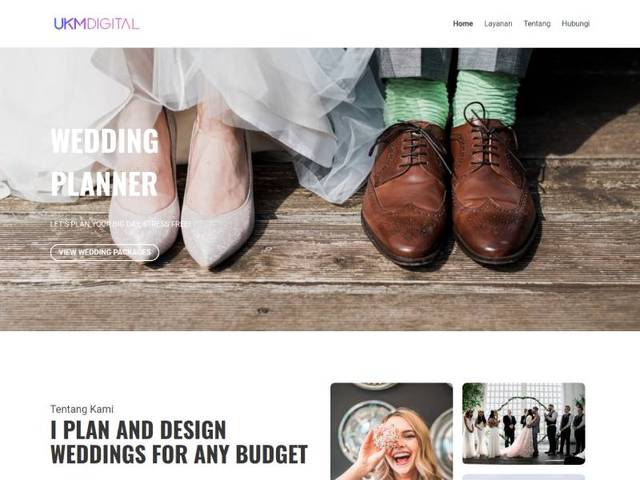 UKMDIGITAL
Home Layanan Tentang Hubungi
WEDDING
PLANNER
LET'S PLAN YOUR BIG DAY, STRESS FREE!
VIEW WEDDING PACKAGES
Tentang Kami
I PLAN AND DESIGN
WEDDINGS FOR ANY BUDGET